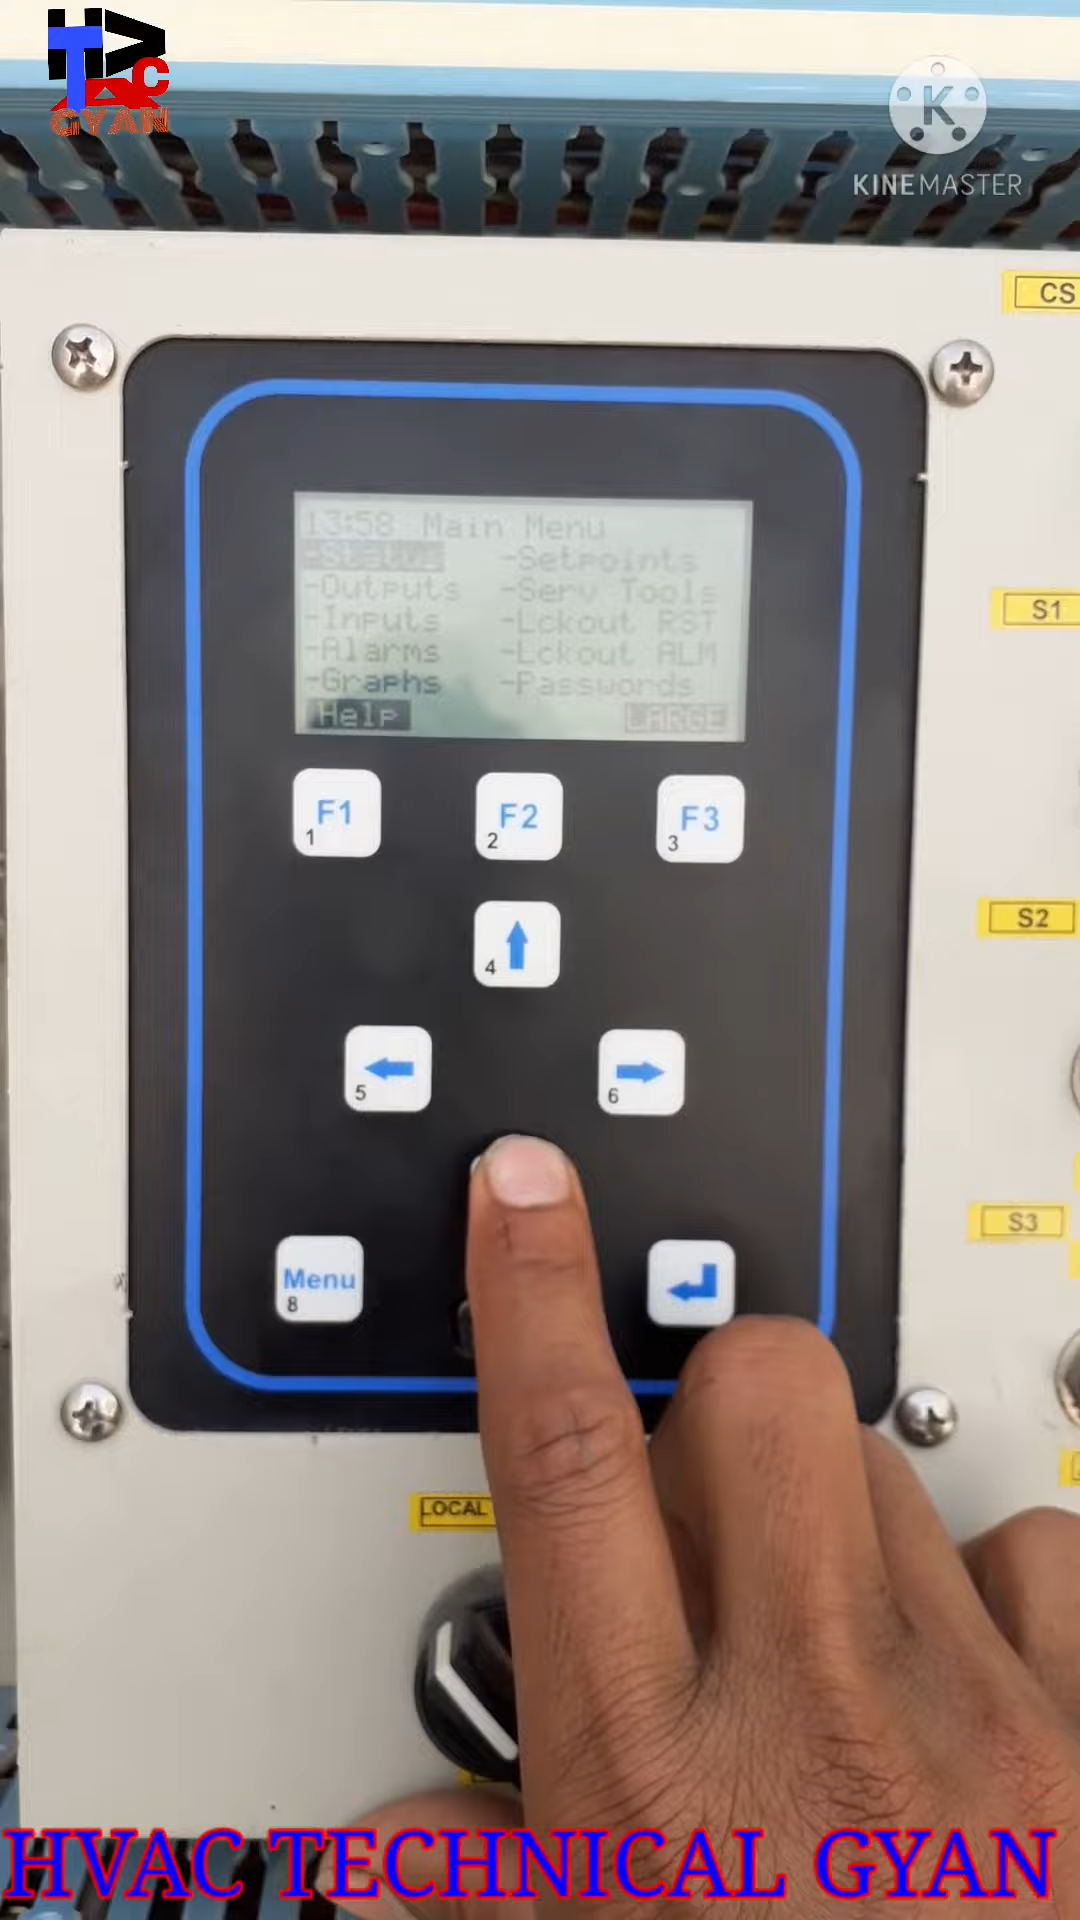 HVAC
GYAN
K
KINEMASTER
CS
13:58 Main Menu
-Status -Setpoints
-Outputs -Serv Tools
-Inputs -Lckout RST
-Alarms -Lckout ALM
-Graphs -Passwords
Help LARGE
S1
F1 F2 F3
1 2 3
S2
4
5 6
S3
Menu
8
LOCAL
HVAC TECHNICAL GYAN